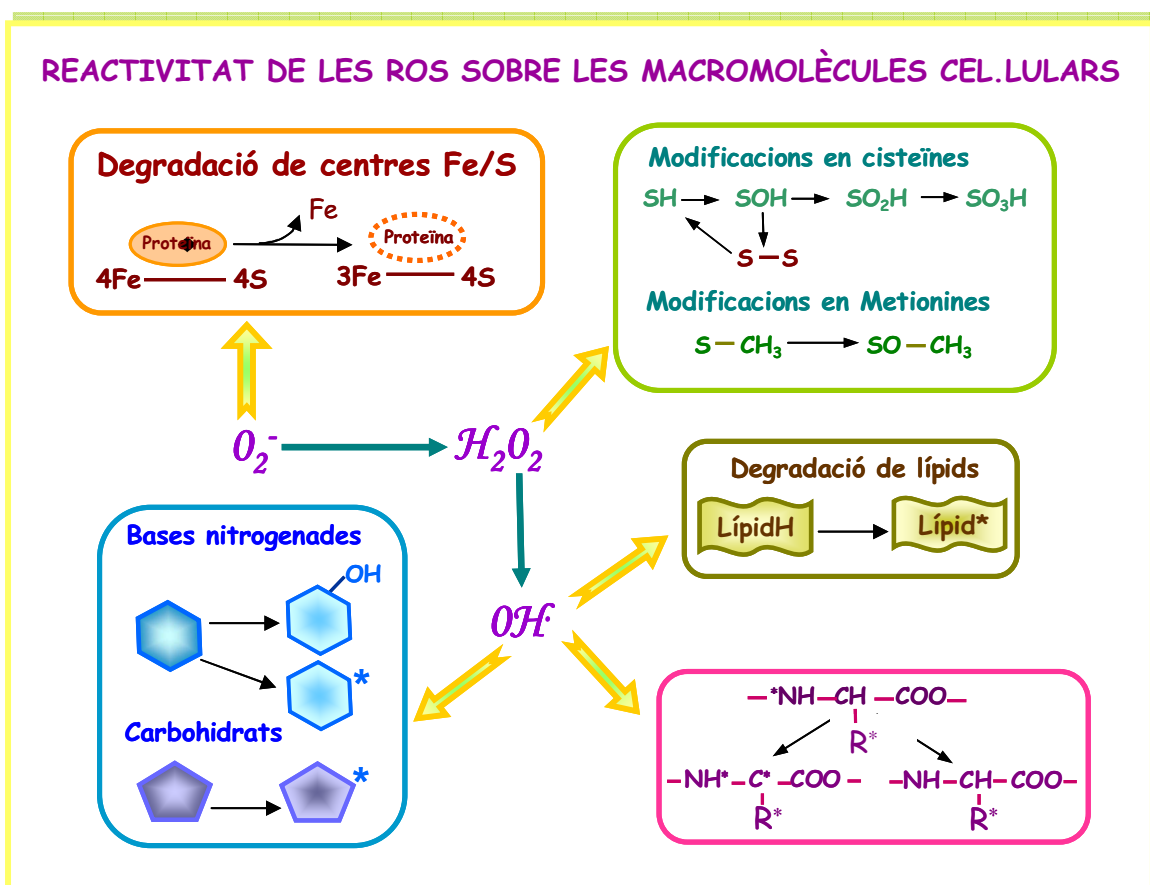 REACTIVITAT DE LES ROS SOBRE LES MACROMOLÈCULES CEL.LULARS
Degradació de centres Fe/S
Fe
Proteïna
Proteïna
4Fe — 4S
3Fe — 4S
Modificacions en cisteïnes
SH SOH SO₂H SO₃H
S – S
Modificacions en Metionines
S – CH₃ SO – CH₃
O₂⁻ H₂O₂
Degradació de lípids
LípidH Lípid*
Bases nitrogenades
OH
*
Carbohidrats
*
OH·
– *NH – CH – COO –
R*
– NH* – C* – COO –
R*
– NH – CH – COO –
R*